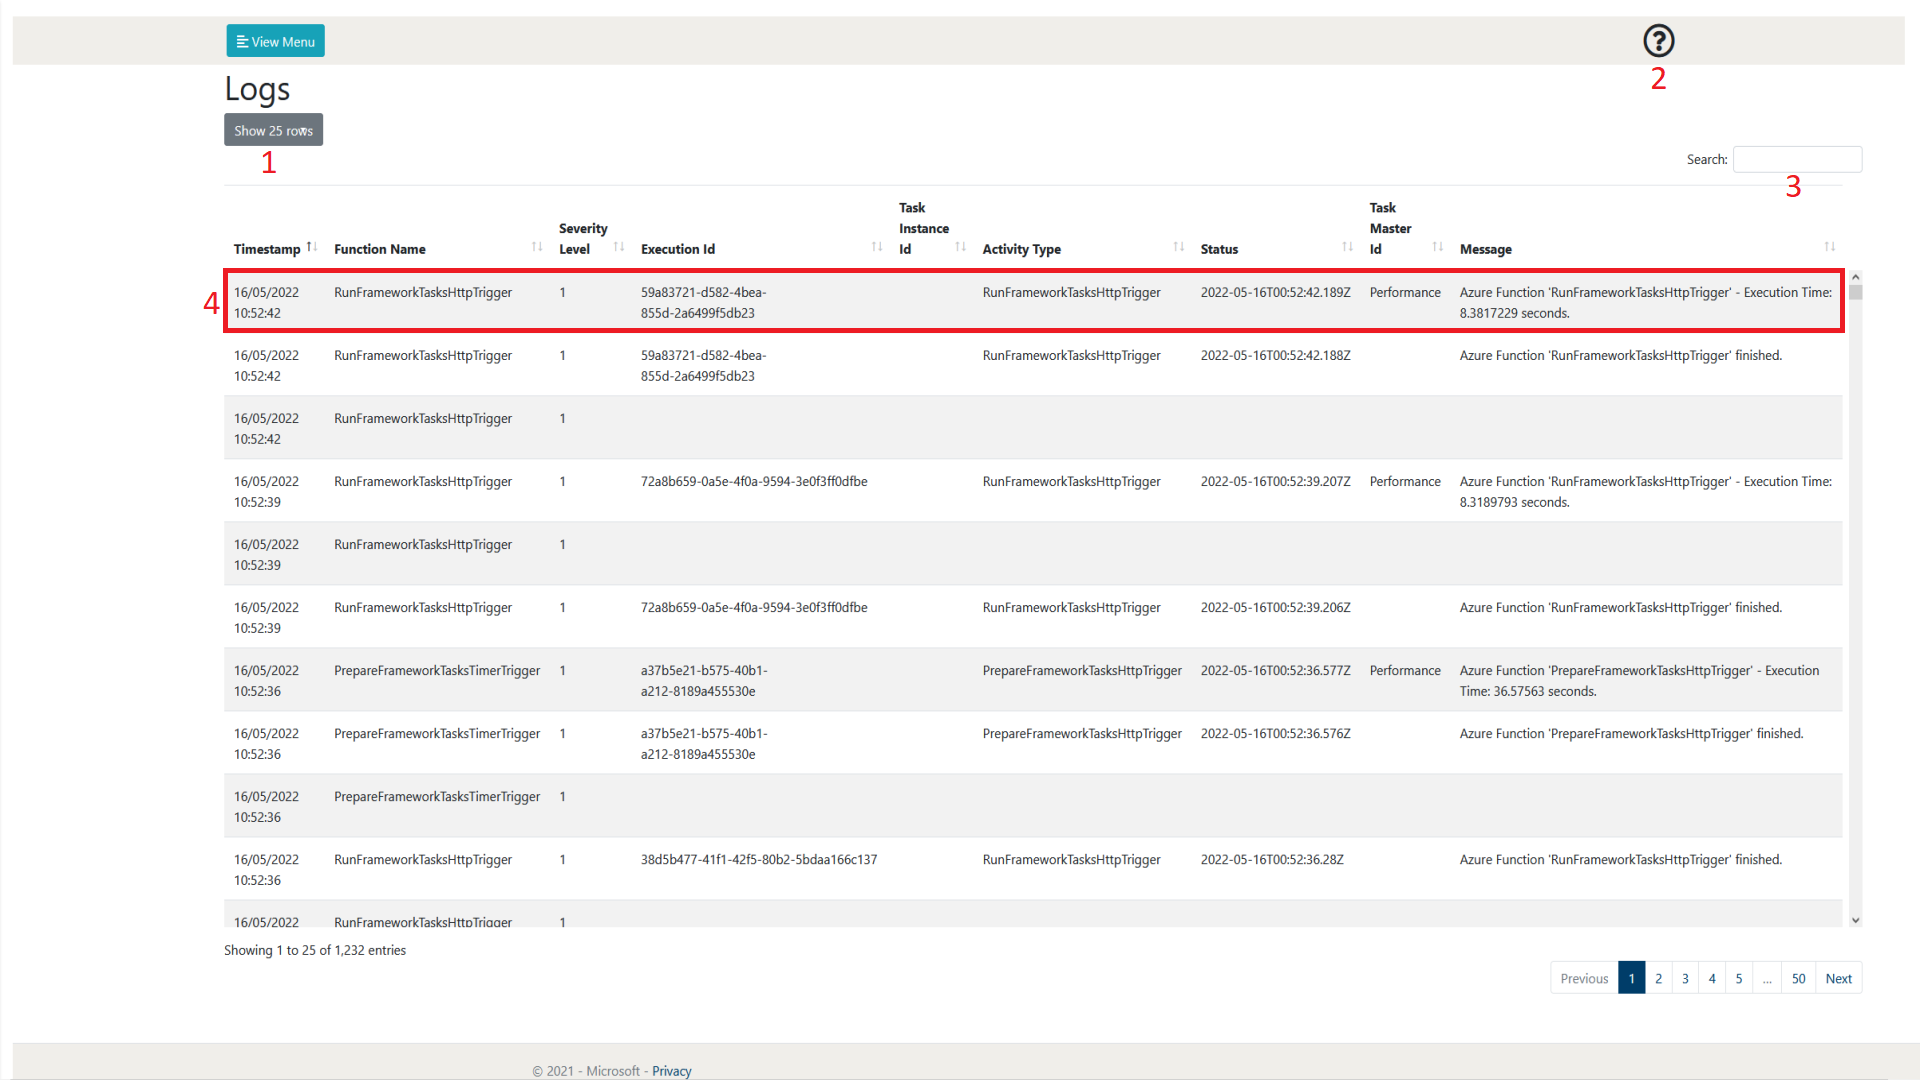 View Menu
2
Logs
Show 25 rows
1
Search:
3
Timestamp Function Name Severity Level Execution Id Task Instance Id Activity Type Status Task Master Id Message
4
16/05/2022 RunFrameworkTasksHttpTrigger 1 59a83721-d582-4bea- RunFrameworkTasksHttpTrigger 2022-05-16T00:52:42.189Z Performance Azure Function 'RunFrameworkTasksHttpTrigger' - Execution Time:
10:52:42 855d-2a6499f5db23 8.3817229 seconds.
16/05/2022 RunFrameworkTasksHttpTrigger 1 59a83721-d582-4bea- RunFrameworkTasksHttpTrigger 2022-05-16T00:52:42.188Z Azure Function 'RunFrameworkTasksHttpTrigger' finished.
10:52:42 855d-2a6499f5db23
16/05/2022 RunFrameworkTasksHttpTrigger 1
10:52:42
16/05/2022 RunFrameworkTasksHttpTrigger 1 72a8b659-0a5e-4f0a-9594-3e0f3ff0dfbe RunFrameworkTasksHttpTrigger 2022-05-16T00:52:39.207Z Performance Azure Function 'RunFrameworkTasksHttpTrigger' - Execution Time:
10:52:39 8.3189793 seconds.
16/05/2022 RunFrameworkTasksHttpTrigger 1
10:52:39
16/05/2022 RunFrameworkTasksHttpTrigger 1 72a8b659-0a5e-4f0a-9594-3e0f3ff0dfbe RunFrameworkTasksHttpTrigger 2022-05-16T00:52:39.206Z Azure Function 'RunFrameworkTasksHttpTrigger' finished.
10:52:39
16/05/2022 PrepareFrameworkTasksTimerTrigger 1 a37b5e21-b575-40b1- PrepareFrameworkTasksHttpTrigger 2022-05-16T00:52:36.577Z Performance Azure Function 'PrepareFrameworkTasksHttpTrigger' - Execution
10:52:36 a212-8189a455530e Time: 36.57563 seconds.
16/05/2022 PrepareFrameworkTasksTimerTrigger 1 a37b5e21-b575-40b1- PrepareFrameworkTasksHttpTrigger 2022-05-16T00:52:36.576Z Azure Function 'PrepareFrameworkTasksHttpTrigger' finished.
10:52:36 a212-8189a455530e
16/05/2022 PrepareFrameworkTasksTimerTrigger 1
10:52:36
16/05/2022 RunFrameworkTasksHttpTrigger 1 38d5b477-41f1-42f5-80b2-5bdaa166c137 RunFrameworkTasksHttpTrigger 2022-05-16T00:52:36.28Z Azure Function 'RunFrameworkTasksHttpTrigger' finished.
10:52:36
16/05/2022 RunFrameworkTasksHttpTrigger 1
Showing 1 to 25 of 1,232 entries
Previous 1 2 3 4 5 ... 50 Next
© 2021 - Microsoft - Privacy